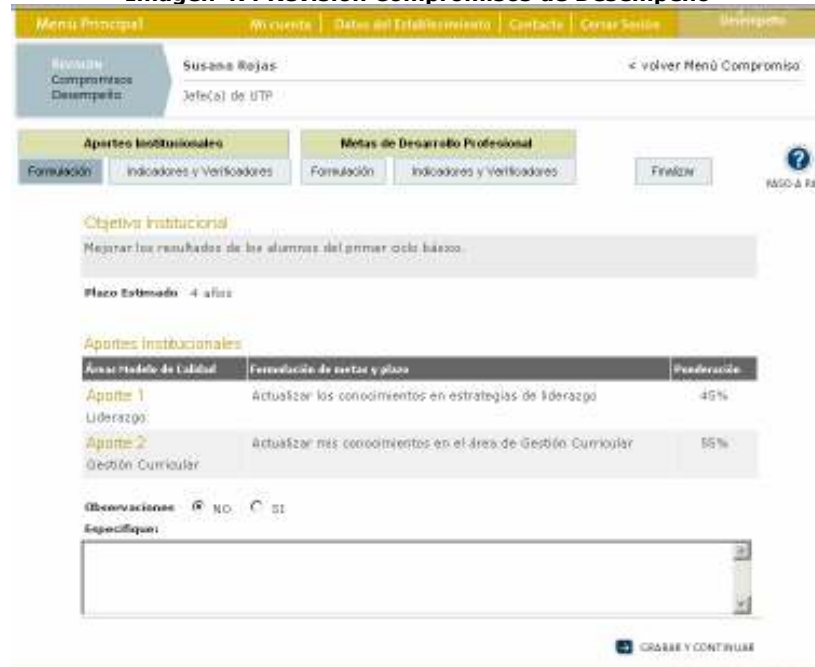 Imagen 4: Revisión Compromisos de Desempeño
Menú Principal Mi cuenta | Datos del Establecimiento | Contacto | Cerrar Sesión Desempeño
Revisión
Compromisos
Desempeño
Susana Rojas
< volver Menú Compromiso
Jefe(a) de UTP
Aportes Institucionales Metas de Desarrollo Profesional
Formulación Indicadores y Verificadores Formulación Indicadores y Verificadores Finalizar
PASO A PA
Objetivo Institucional
Mejorar los resultados de los alumnos del primer ciclo básico.
Plazo Estimado 4 años
Aportes Institucionales
Áreas Modelo de Calidad Formulación de metas y plazo Ponderación
Aporte 1 Actualizar los conocimientos en estrategias de liderazgo 45%
Liderazgo
Aporte 2 Actualizar mis conocimientos en el área de Gestión Curricular 55%
Gestión Curricular
Observaciones NO SI
Especifique:
GRABAR Y CONTINUAR